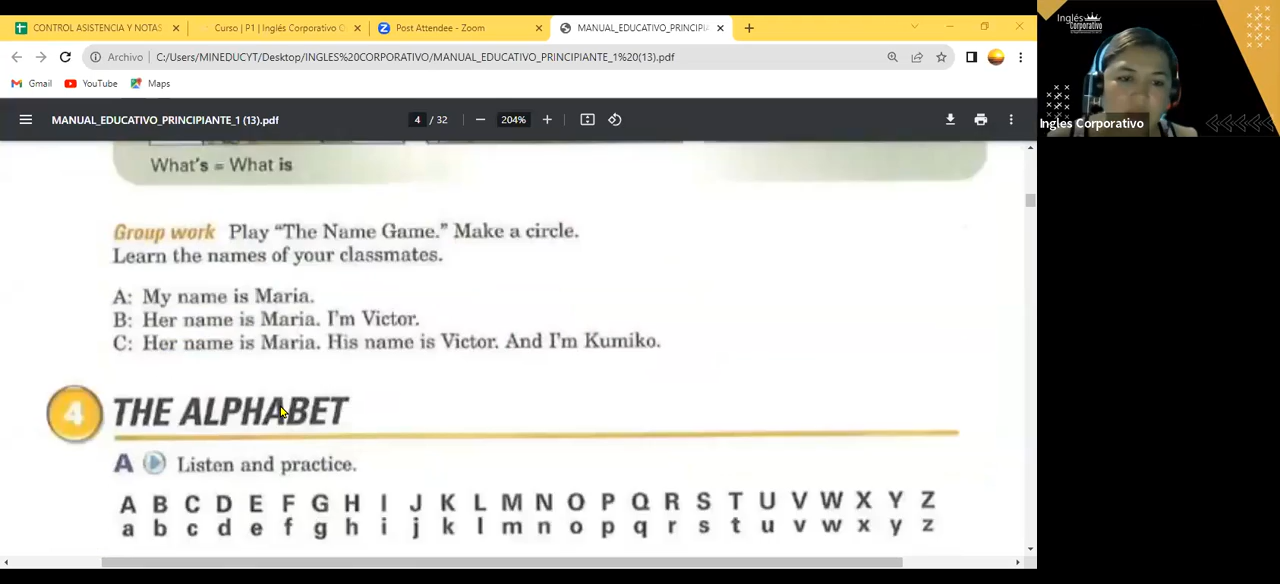 CONTROL ASISTENCIA Y NOTAS
Curso | P1 | Inglés Corporativo O
Post Attendee - Zoom
MANUAL_EDUCATIVO_PRINCIPIA
Archivo
C:/Users/MINEDUCYT/Desktop/INGLES%20CORPORATIVO/MANUAL_EDUCATIVO_PRINCIPIANTE_1%20(13).pdf
Gmail
YouTube
Maps
MANUAL_EDUCATIVO_PRINCIPIANTE_1 (13).pdf
4 / 32
204%
What's = What is
Group work Play “The Name Game.” Make a circle.
Learn the names of your classmates.
A: My name is Maria.
B: Her name is Maria. I'm Victor.
C: Her name is Maria. His name is Victor. And I'm Kumiko.
4 THE ALPHABET
A Listen and practice.
A B C D E F G H I J K L M N O P Q R S T U V W X Y Z
a b c d e f g h i j k l m n o p q r s t u v w x y z
Inglés
Corporativo
Ingles Corporativo